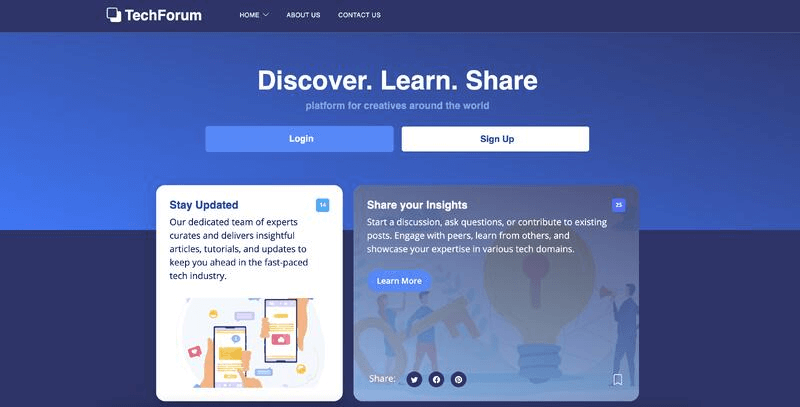 TechForum
HOME
ABOUT US
CONTACT US
Discover. Learn. Share
platform for creatives around the world
Login
Sign Up
Stay Updated
14
Our dedicated team of experts
curates and delivers insightful
articles, tutorials, and updates to
keep you ahead in the fast-paced
tech industry.
Share your Insights
25
Start a discussion, ask questions, or contribute to existing
posts. Engage with peers, learn from others, and
showcase your expertise in various tech domains.
Learn More
Share: